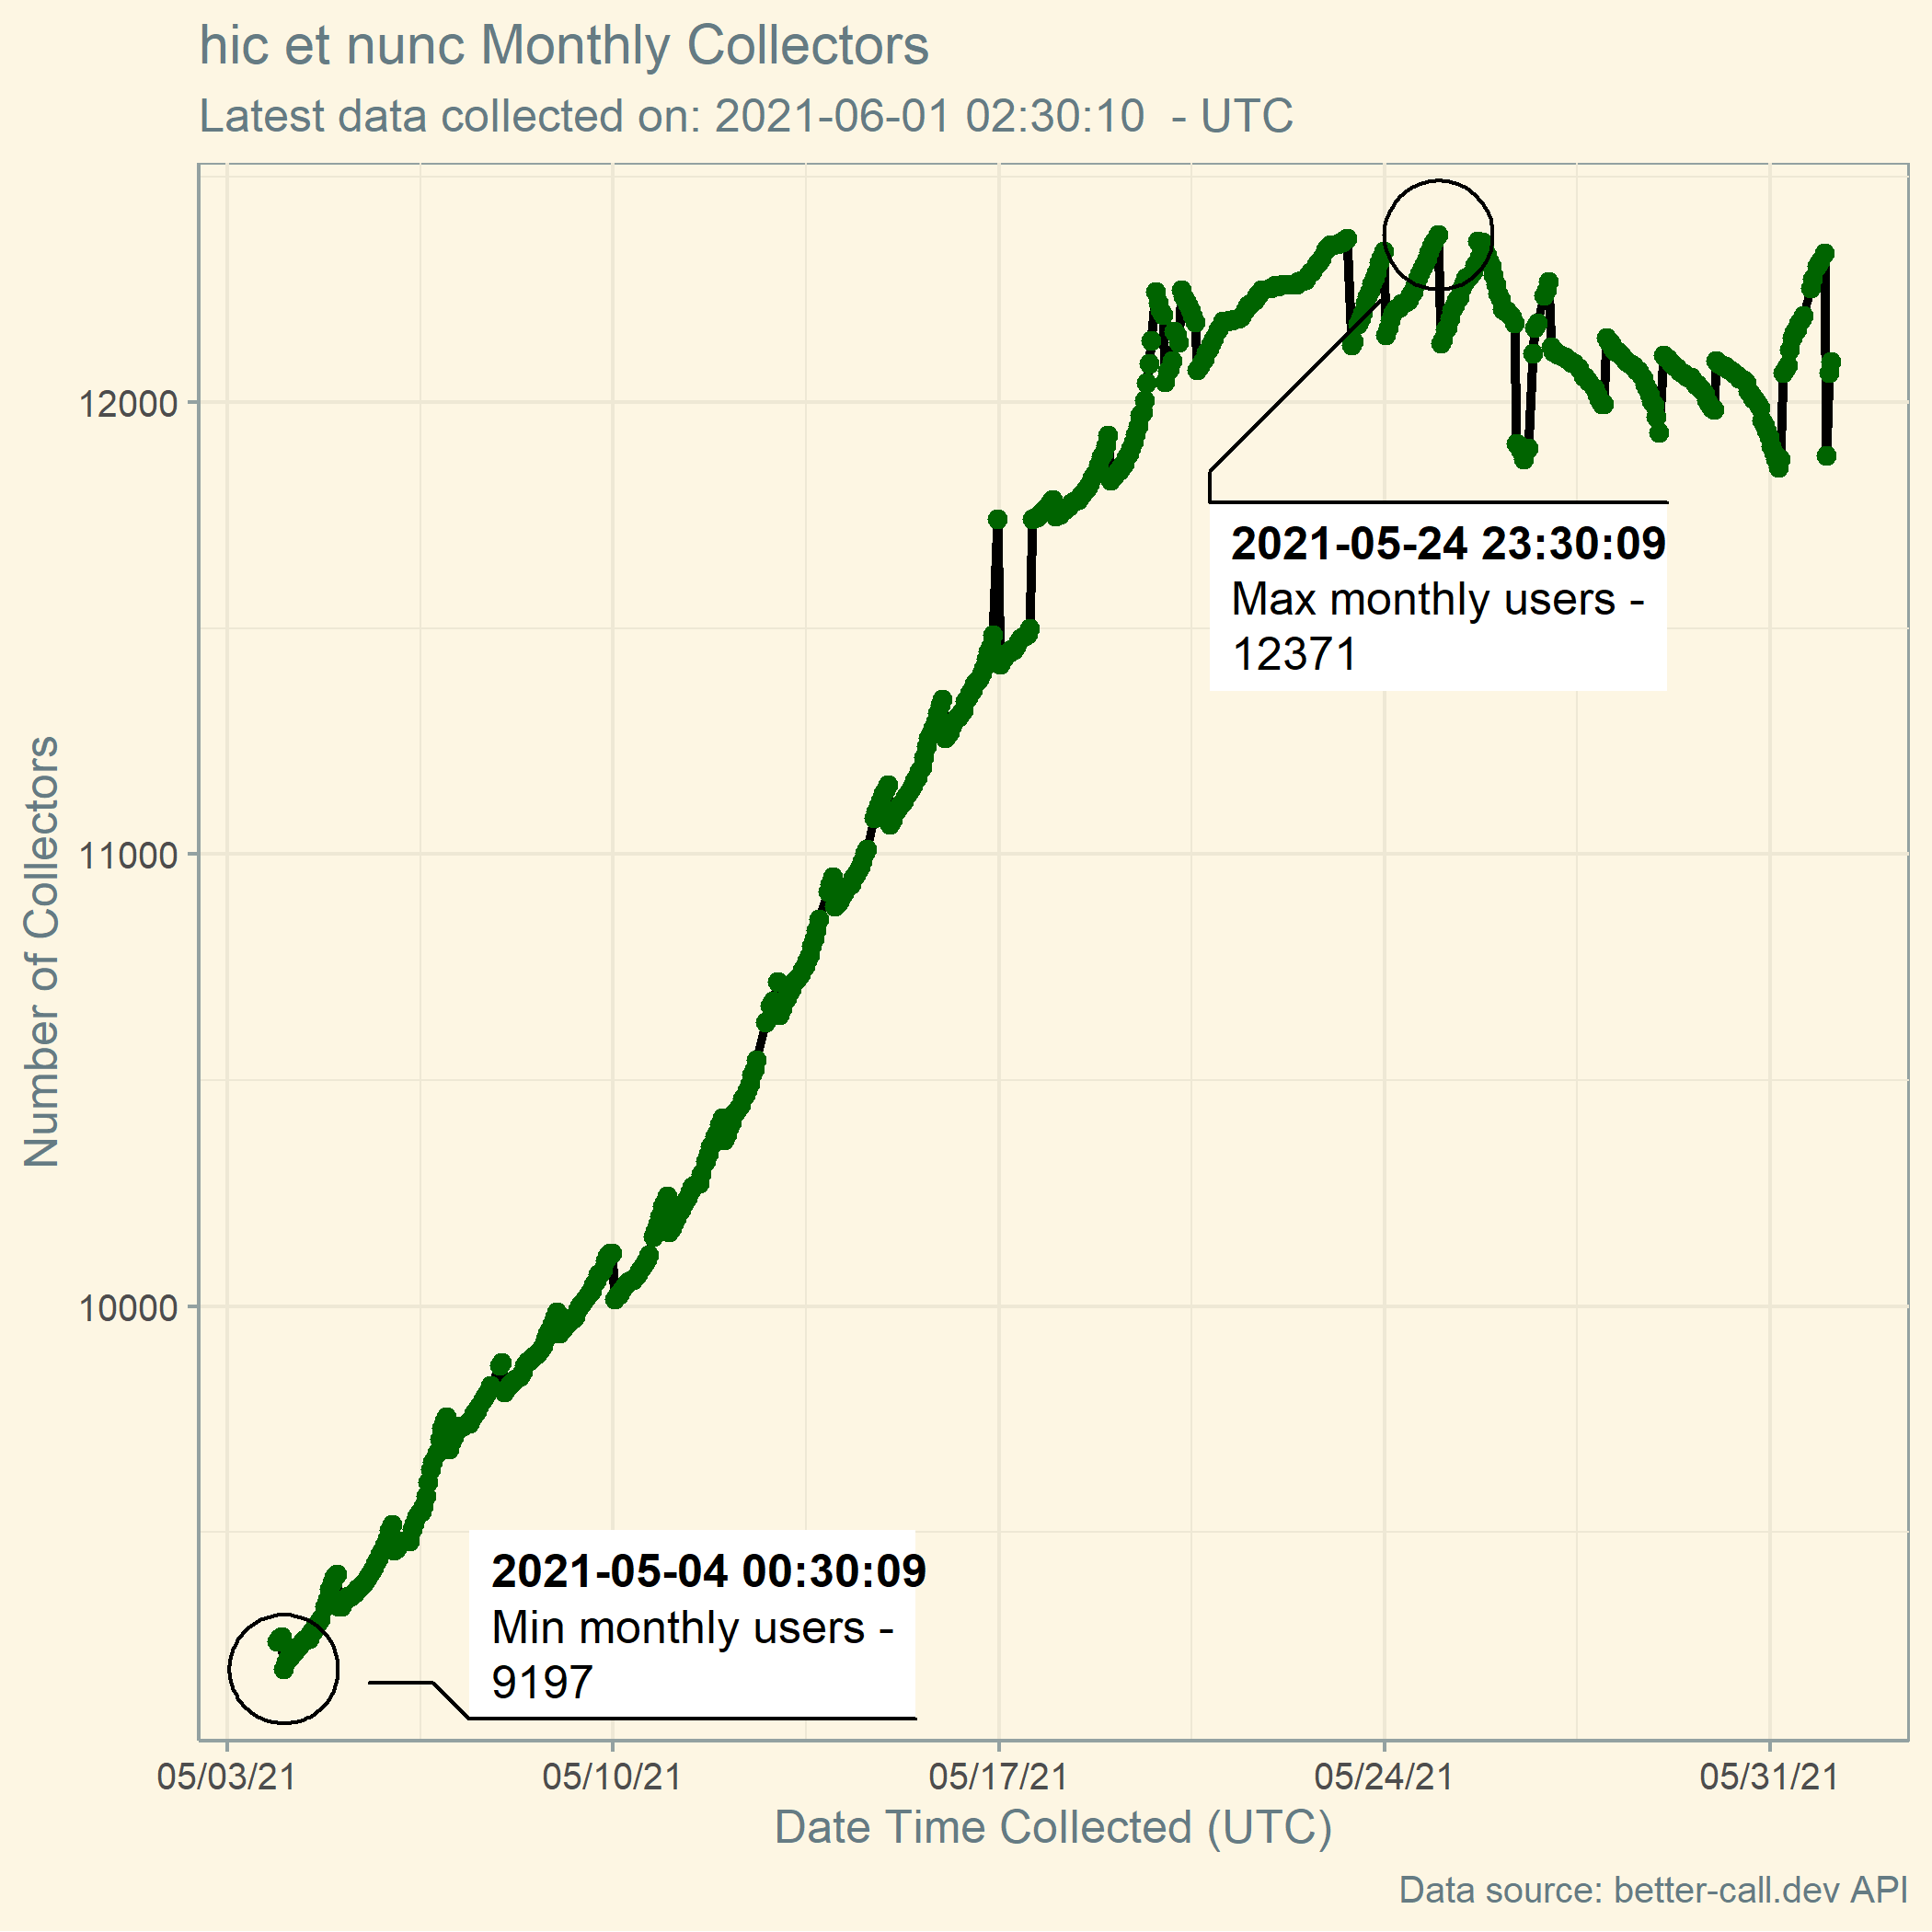 hic et nunc Monthly Collectors
Latest data collected on: 2021-06-01 02:30:10  - UTC
Number of Collectors
12000
11000
10000
2021-05-24 23:30:09
Max monthly users -
12371
2021-05-04 00:30:09
Min monthly users -
9197
05/03/21
05/10/21
05/17/21
05/24/21
05/31/21
Date Time Collected (UTC)
Data source: better-call.dev API